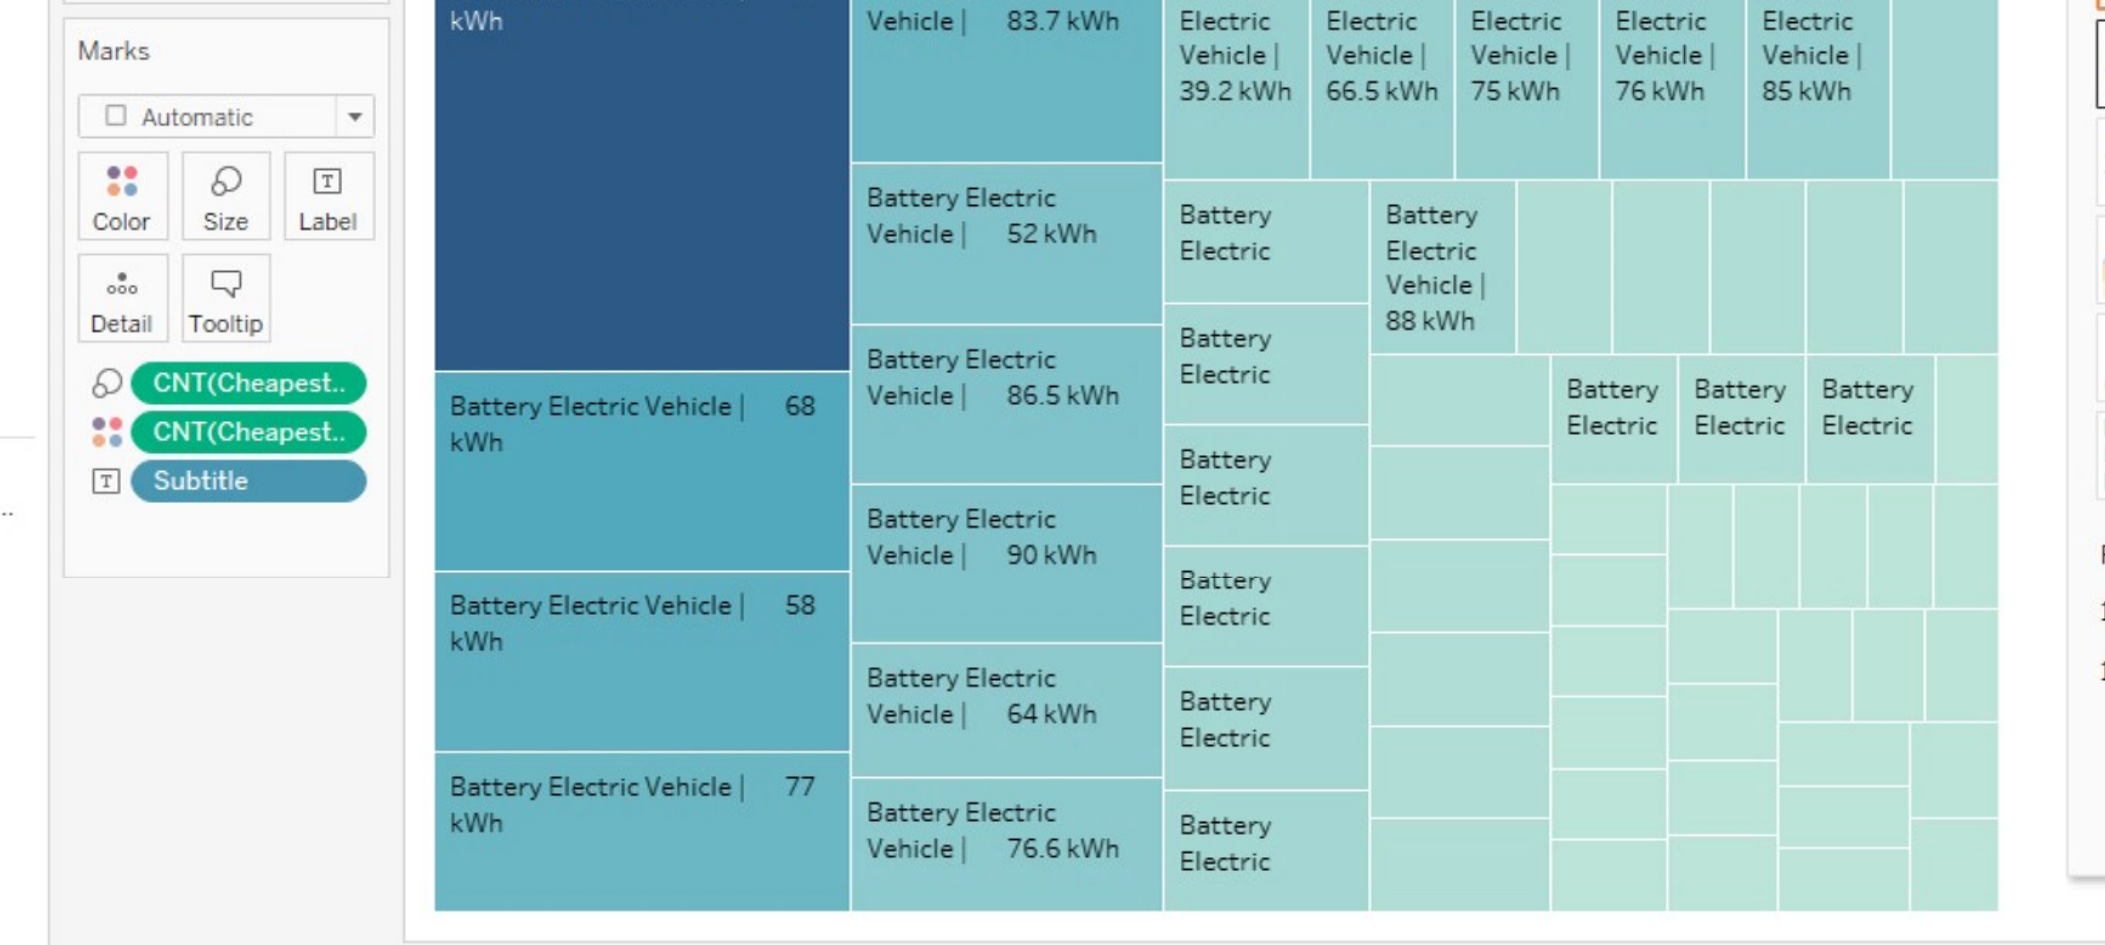 Marks
Automatic
Color Size Label
Detail Tooltip
CNT(Cheapest..
CNT(Cheapest..
Subtitle
..
kWh
Battery Electric Vehicle | 68
kWh
Battery Electric Vehicle | 58
kWh
Battery Electric Vehicle | 77
kWh
Vehicle | 83.7 kWh
Battery Electric
Vehicle | 52 kWh
Battery Electric
Vehicle | 86.5 kWh
Battery Electric
Vehicle | 90 kWh
Battery Electric
Vehicle | 64 kWh
Battery Electric
Vehicle | 76.6 kWh
Electric
Vehicle |
39.2 kWh
Electric
Vehicle |
66.5 kWh
Electric
Vehicle |
75 kWh
Electric
Vehicle |
76 kWh
Electric
Vehicle |
85 kWh
Battery
Electric
Battery
Electric
Battery
Electric
Battery
Electric
Battery
Electric
Battery
Electric
Battery
Electric
Vehicle |
88 kWh
Battery
Electric
Battery
Electric
Battery
Electric